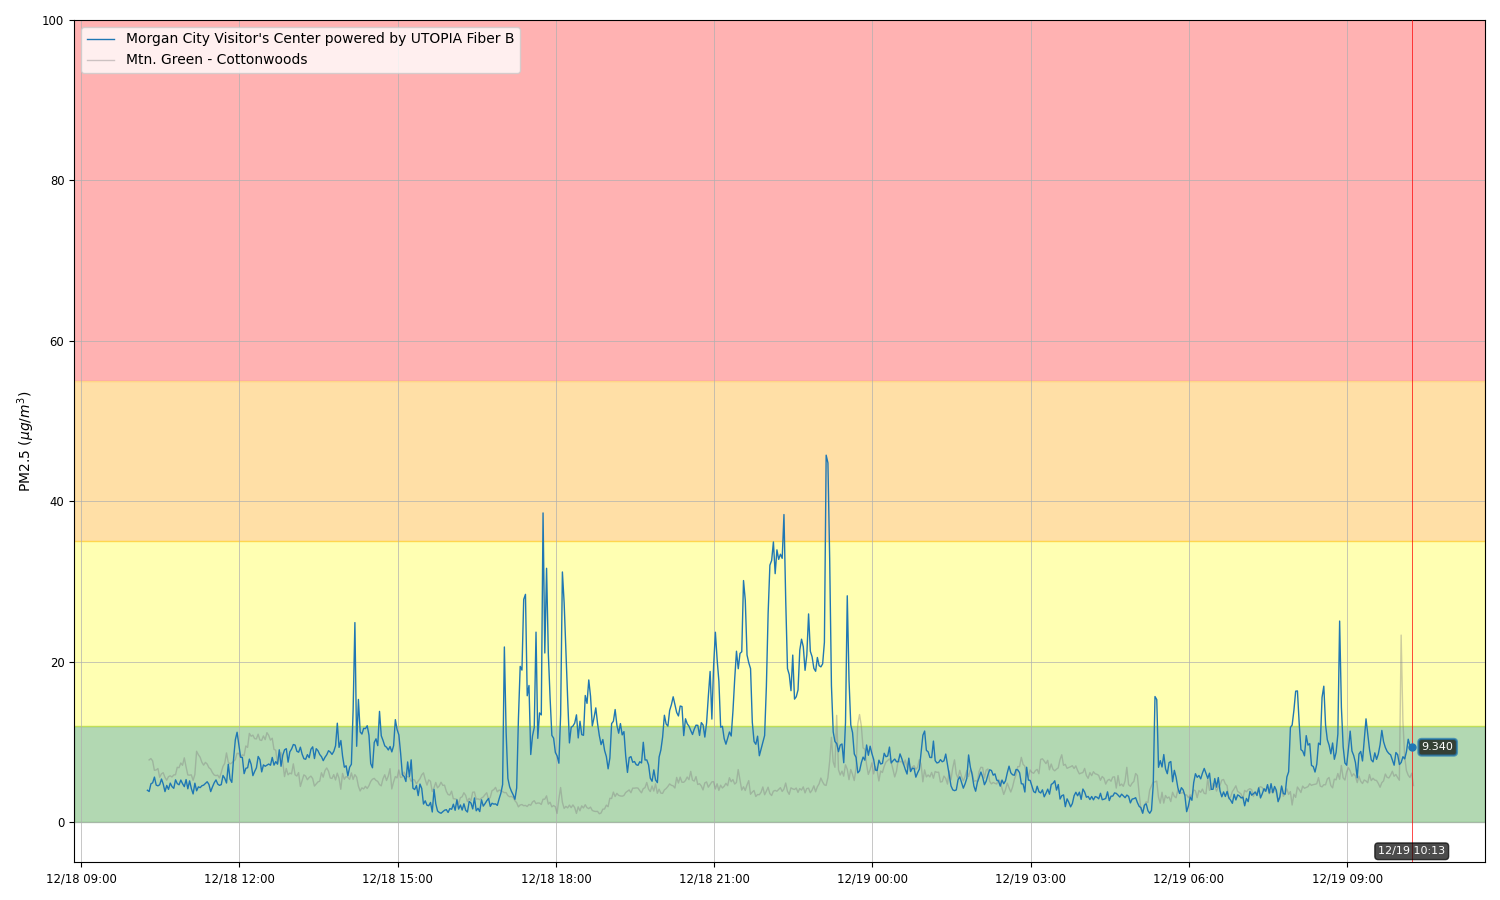 100
Morgan City Visitor's Center powered by UTOPIA Fiber B
Mtn. Green - Cottonwoods
80
60
PM2.5 (μg/m³)
40
20
9.340
0
12/19 10:13
12/18 09:00 12/18 12:00 12/18 15:00 12/18 18:00 12/18 21:00 12/19 00:00 12/19 03:00 12/19 06:00 12/19 09:00